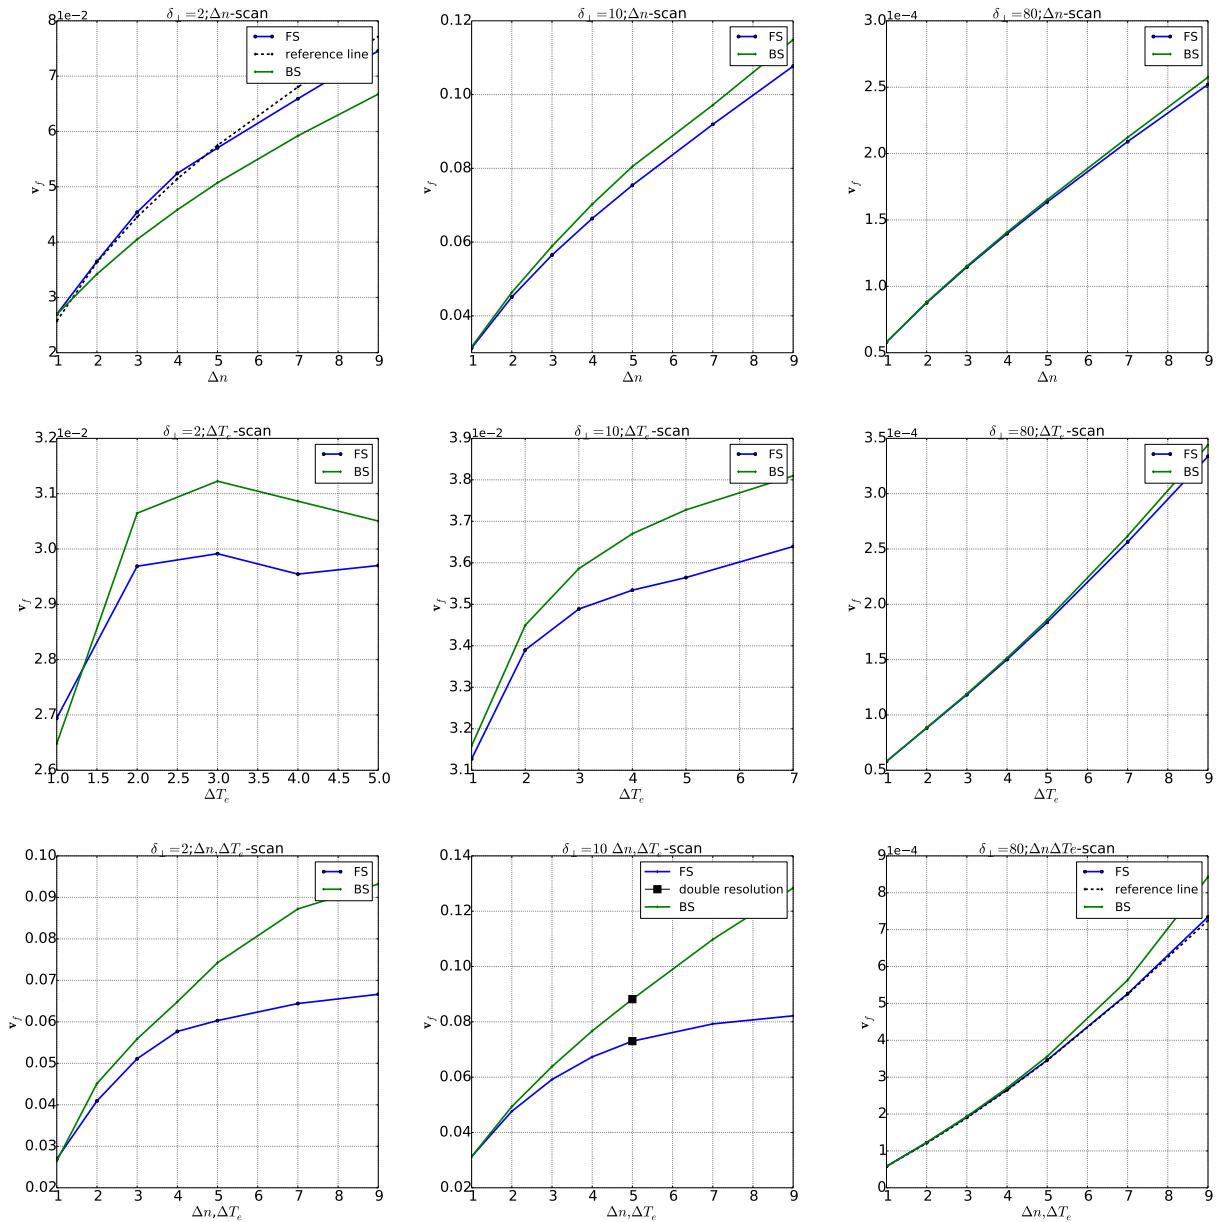 δ⊥=2;Δn-scan
1e−2
FS
reference line
BS
8
7
6
5
4
3
2
v_f
1 2 3 4 5 6 7 8 9
Δn
δ⊥=10;Δn-scan
FS
BS
0.12
0.10
0.08
0.06
0.04
v_f
1 2 3 4 5 6 7 8 9
Δn
δ⊥=80;Δn-scan
1e−4
FS
BS
3.0
2.5
2.0
1.5
1.0
0.5
v_f
1 2 3 4 5 6 7 8 9
Δn
δ⊥=2;ΔT_e-scan
1e−2
FS
BS
3.2
3.1
3.0
2.9
2.8
2.7
2.6
v_f
1.0 1.5 2.0 2.5 3.0 3.5 4.0 4.5 5.0
ΔT_e
δ⊥=10;ΔT_e-scan
1e−2
FS
BS
3.9
3.8
3.7
3.6
3.5
3.4
3.3
3.2
3.1
v_f
1 2 3 4 5 6 7
ΔT_e
δ⊥=80;ΔT_e-scan
1e−4
FS
BS
3.5
3.0
2.5
2.0
1.5
1.0
0.5
v_f
1 2 3 4 5 6 7 8 9
ΔT_e
δ⊥=2;Δn,ΔT_e-scan
FS
BS
0.10
0.09
0.08
0.07
0.06
0.05
0.04
0.03
0.02
v_f
1 2 3 4 5 6 7 8 9
Δn,ΔT_e
δ⊥=10 Δn,ΔT_e-scan
FS
double resolution
BS
0.14
0.12
0.10
0.08
0.06
0.04
0.02
v_f
1 2 3 4 5 6 7 8 9
Δn,ΔT_e
δ⊥=80;ΔnΔTe-scan
1e−4
FS
reference line
BS
9
8
7
6
5
4
3
2
1
0
v_f
1 2 3 4 5 6 7 8 9
Δn,ΔT_e